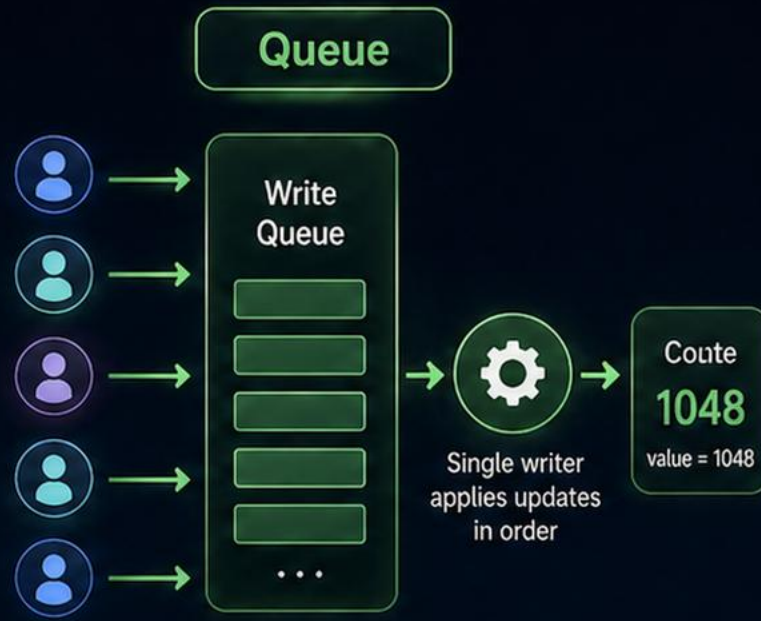 Queue
Write
Queue
...
Single writer
applies updates
in order
Coute
1048
value = 1048